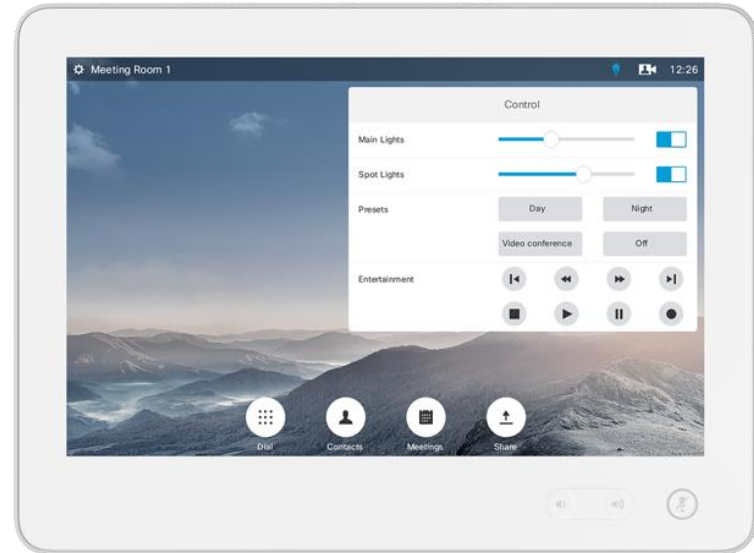 Meeting Room 1
12:26
Control
Main Lights
Spot Lights
Presets
Day
Night
Video conference
Off
Entertainment
Dial
Contacts
Meetings
Share